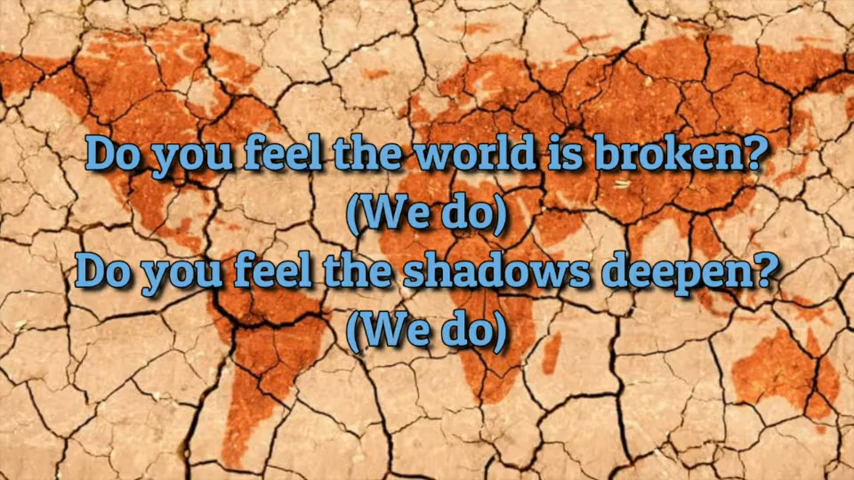 Do you feel the world is broken?
(We do)
Do you feel the shadows deepen?
(We do)